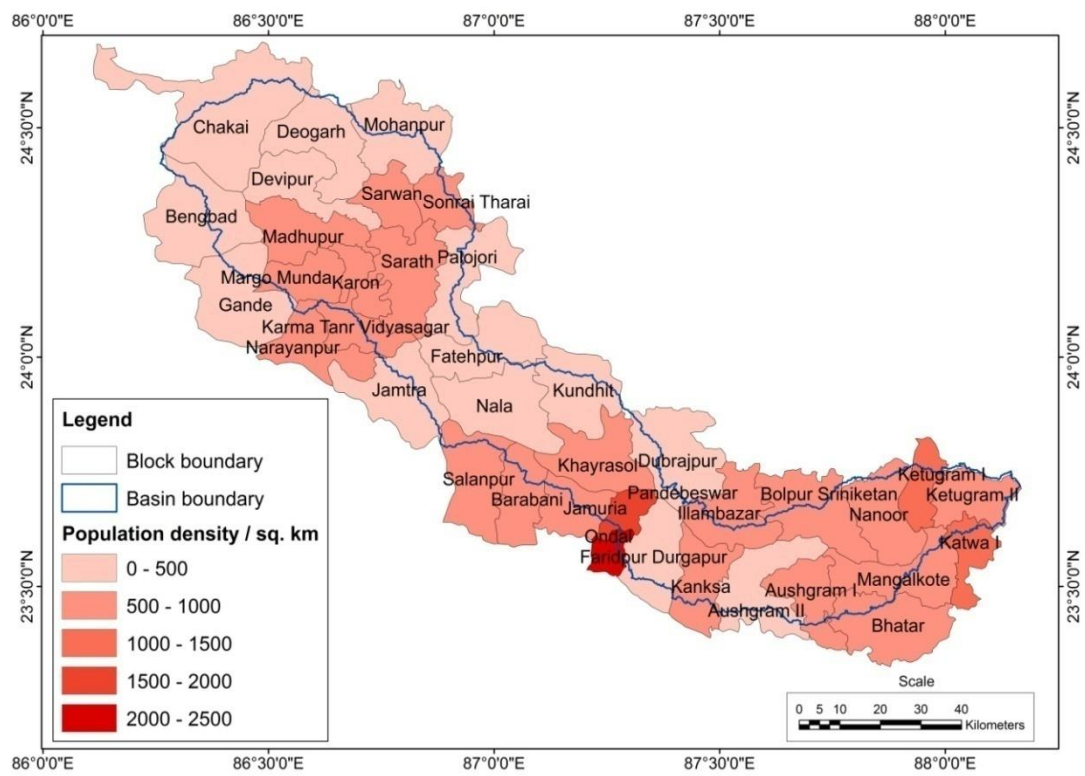 86°0'0"E 86°30'0"E 87°0'0"E 87°30'0"E 88°0'0"E
24°30'0"N
24°0'0"N
23°30'0"N
Chakai
Deogarh
Mohanpur
Devipur
Sarwan
Sonrai Tharai
Bengbad
Madhupur
Sarath
Palojori
Margo Munda
Karon
Gande
Karma Tanr
Vidyasagar
Narayanpur
Fatehpur
Jamtra
Nala
Kundhit
Khayrasol
Dubrajpur
Salanpur
Barabani
Pandebeswar
Jamuria
Illambazar
Bolpur Sriniketan
Nanoor
Ketugram I
Ketugram II
Ondal
Faridpur Durgapur
Katwa I
Kanksa
Aushgram I
Mangalkote
Aushgram II
Bhatar
24°30'0"N
24°0'0"N
23°30'0"N
Legend
Block boundary
Basin boundary
Population density / sq. km
0 - 500
500 - 1000
1000 - 1500
1500 - 2000
2000 - 2500
Scale
0 5 10 20 30 40
Kilometers
86°0'0"E 86°30'0"E 87°0'0"E 87°30'0"E 88°0'0"E